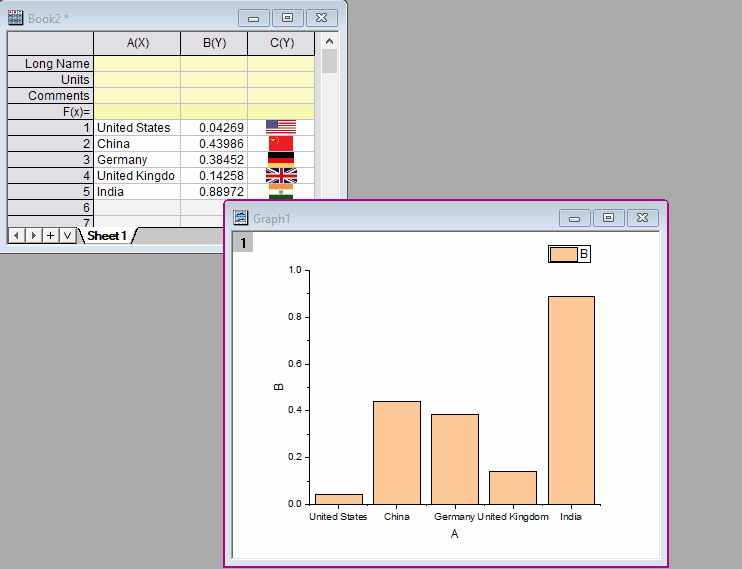 Book2 *
A(X) B(Y) C(Y)
Long Name
Units
Comments
F(x)=
1 United States 0.04269
2 China 0.43986
3 Germany 0.38452
4 United Kingdo 0.14258
5 India 0.88972
6
7
+ Sheet1
Graph1
1
B
1.0
0.8
0.6
0.4
0.2
0.0
B
United States China Germany United Kingdom India
A